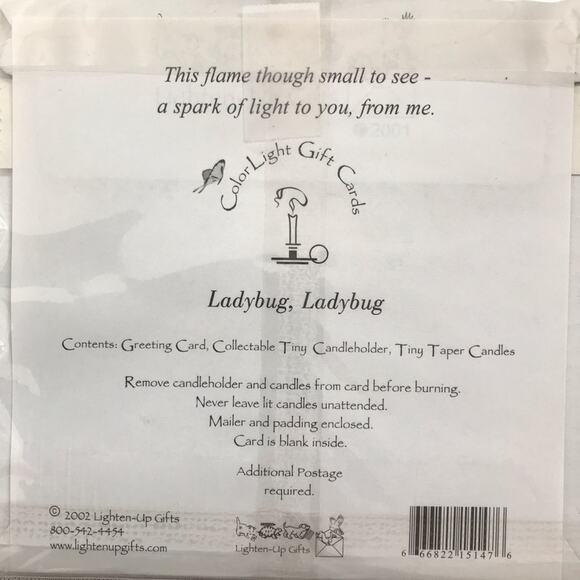 This flame though small to see -
a spark of light to you, from me.
ColorLight Gift Cards
Ladybug, Ladybug
Contents: Greeting Card, Collectable Tiny Candleholder, Tiny Taper Candles
Remove candleholder and candles from card before burning.
Never leave lit candles unattended.
Mailer and padding enclosed.
Card is blank inside.
Additional Postage
required.
© 2002 Lighten-Up Gifts
800-542-4454
www.lightenupgifts.com
Lighten-Up Gifts
6 66822 15147 6